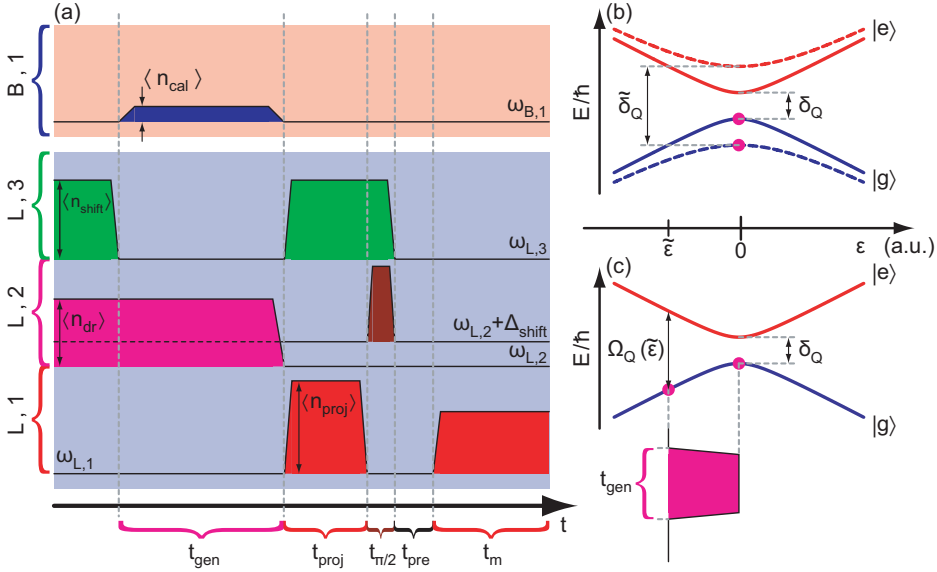 (a)
B, 1
⟨ n_cal ⟩
ω_B,1
L, 3
⟨n_shift⟩
ω_L,3
L, 2
⟨n_dr⟩
ω_L,2+Δ_shift
ω_L,2
L, 1
⟨n_proj⟩
ω_L,1
t
t_gen
t_proj
t_π/2
t_pre
t_m
(b)
E/ħ
|e⟩
δ̃_Q
δ_Q
|g⟩
ε̃
0
ε
(a.u.)
(c)
E/ħ
|e⟩
Ω_Q (ε̃)
δ_Q
|g⟩
t_gen